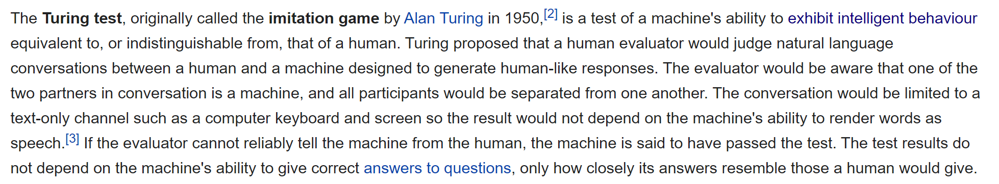 The Turing test, originally called the imitation game by Alan Turing in 1950,[2] is a test of a machine's ability to exhibit intelligent behaviour
equivalent to, or indistinguishable from, that of a human. Turing proposed that a human evaluator would judge natural language
conversations between a human and a machine designed to generate human-like responses. The evaluator would be aware that one of the
two partners in conversation is a machine, and all participants would be separated from one another. The conversation would be limited to a
text-only channel such as a computer keyboard and screen so the result would not depend on the machine's ability to render words as
speech.[3] If the evaluator cannot reliably tell the machine from the human, the machine is said to have passed the test. The test results do
not depend on the machine's ability to give correct answers to questions, only how closely its answers resemble those a human would give.